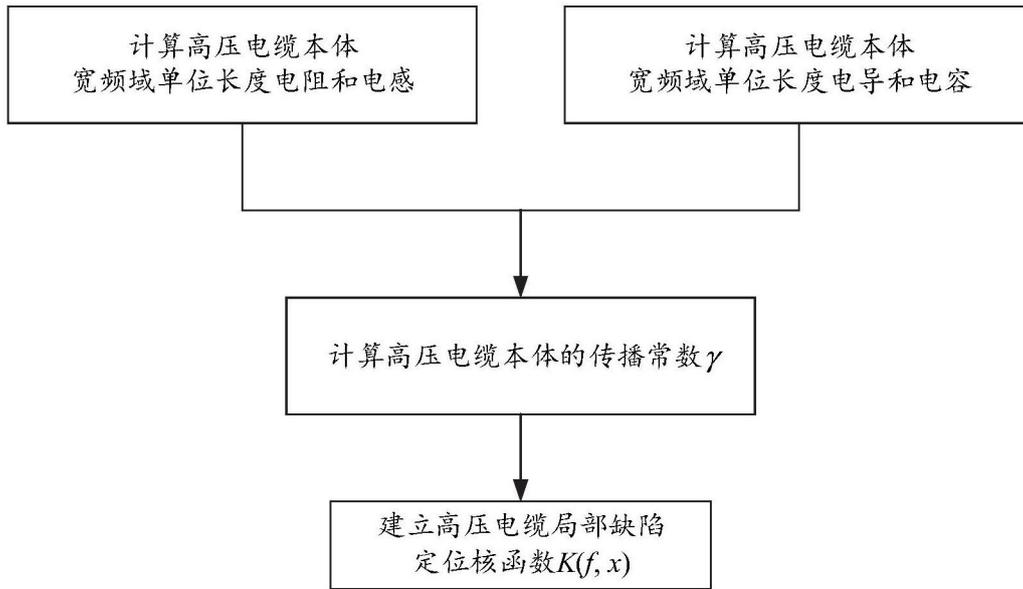 计算高压电缆本体
宽频域单位长度电阻和电感
计算高压电缆本体
宽频域单位长度电导和电容
计算高压电缆本体的传播常数γ
建立高压电缆局部缺陷
定位核函数K(f, x)